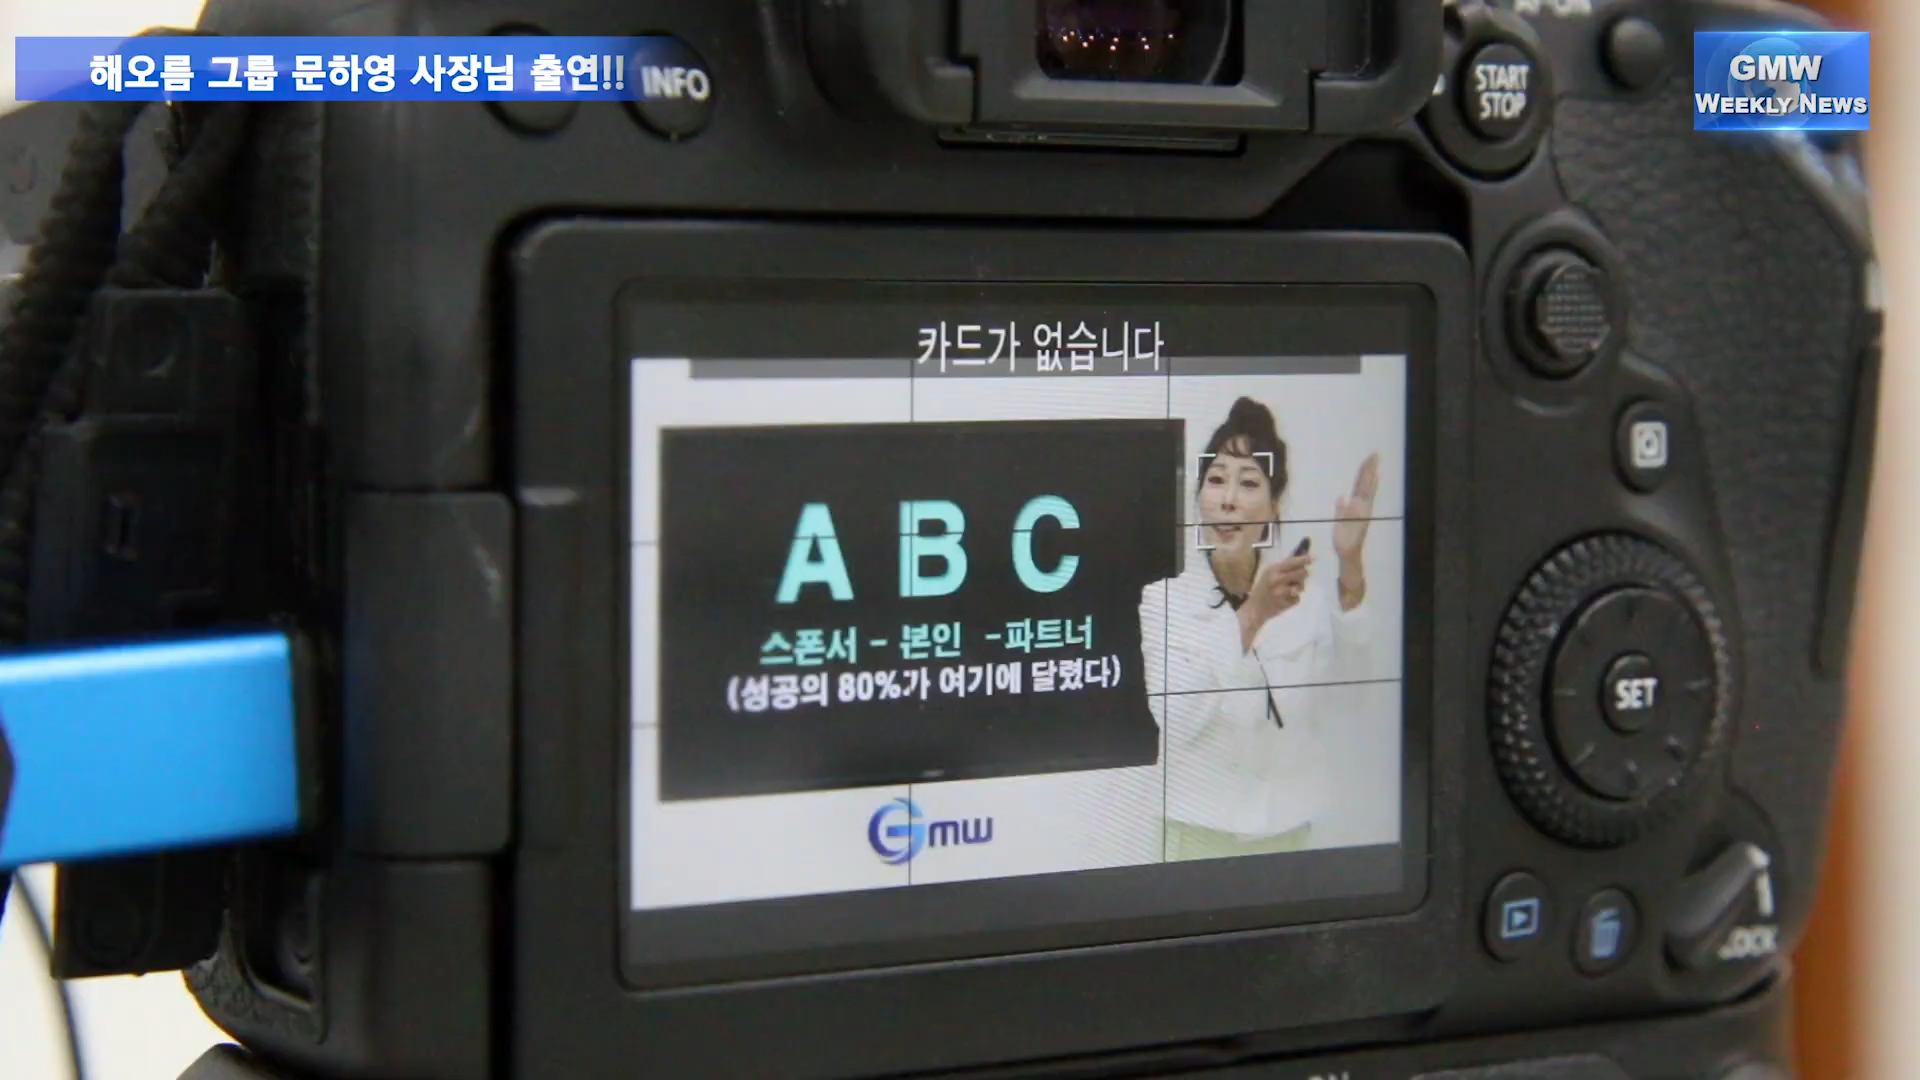 해오름 그룹 문하영 사장님 출연!!
INFO
START
STOP
GMW
WEEKLY NEWS
카드가 없습니다
A B C
스폰서 - 본인 -파트너
(성공의 80%가 여기에 달렸다)
GMW
SET
LOCK